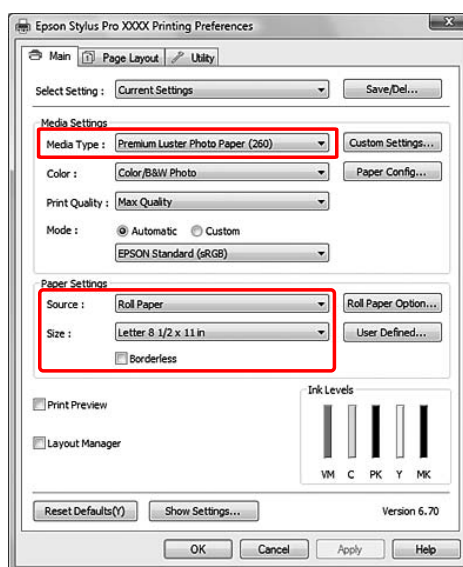 Epson Stylus Pro XXXX Printing Preferences
Main
1 Page Layout
Utility
Select Setting : Current Settings Save/Del...
Media Settings
Media Type : Premium Luster Photo Paper (260) Custom Settings...
Color : Color/B&W Photo Paper Config...
Print Quality : Max Quality
Mode : Automatic Custom
EPSON Standard (sRGB)
Paper Settings
Source : Roll Paper Roll Paper Option...
Size : Letter 8 1/2 x 11 in User Defined...
Borderless
Print Preview
Layout Manager
Ink Levels
VM C PK Y MK
Reset Defaults(Y) Show Settings... Version 6.70
OK Cancel Apply Help